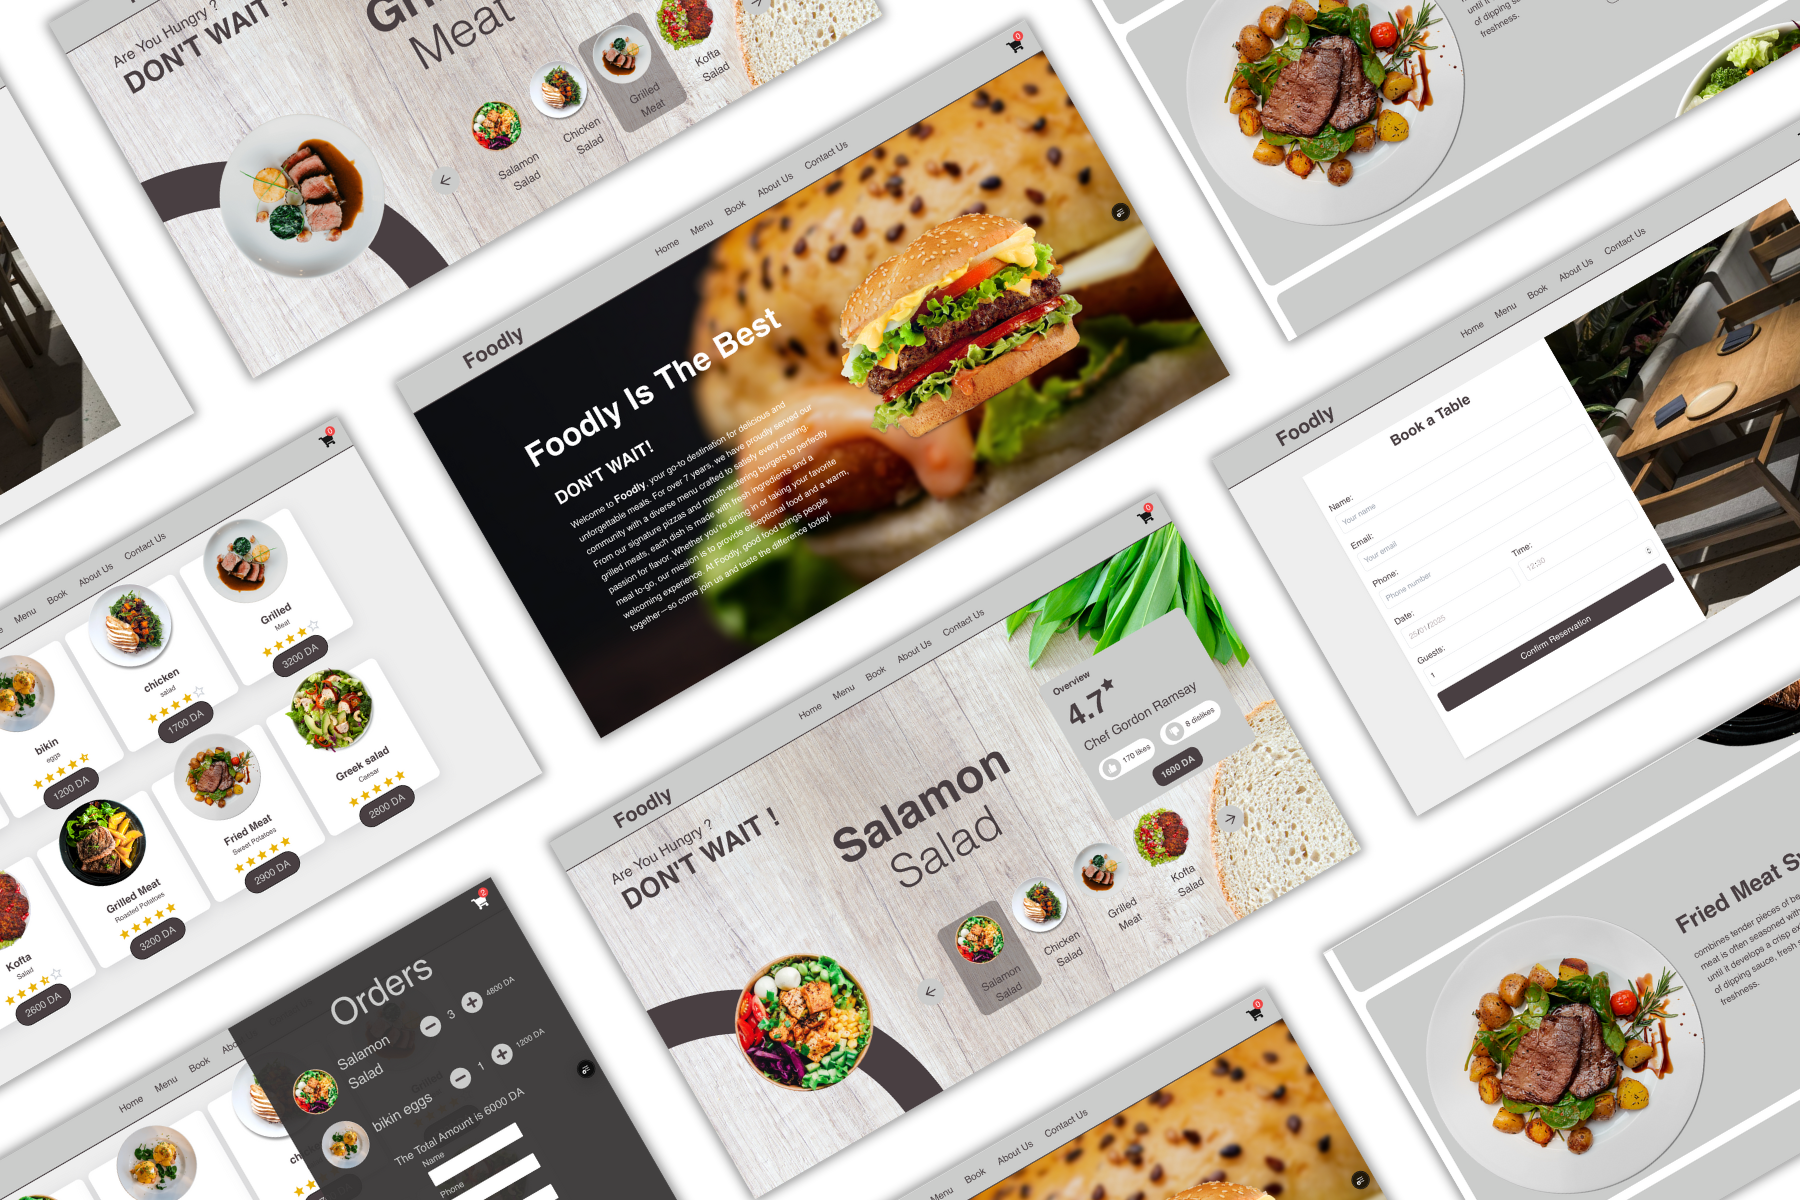 Are You Hungry ?
DON'T WAIT !
Meat
Salamon
Salad
Chicken
Salad
Grilled
Meat
Kofta
Salad
of dipping sauce, fresh
freshness.
0
Foodly
Home
Menu
Book
About Us
Contact Us
Foodly Is The Best
DON'T WAIT!
Welcome to Foodly, your go-to destination for delicious and
unforgettable meals. For over 7 years, we have proudly served our
community with a diverse menu crafted to satisfy every craving.
From our signature pizzas and mouth-watering burgers to perfectly
grilled meats, each dish is made with fresh ingredients and a
passion for flavor. Whether you're dining in or taking your favorite
meal to-go, our mission is to provide exceptional food and a warm,
welcoming experience. At Foodly, good food brings people
together—so come join us and taste the difference today!
Foodly
Home
Menu
Book
About Us
Contact Us
Book a Table
Name:
Your name
Email:
Your email
Phone:
Phone number
Time:
12:30
Date:
25/01/2025
Guests:
1
Confirm Reservation
0
Menu
Book
About Us
Contact Us
Grilled
Meat
3200 DA
chicken
salad
1700 DA
bikin
eggs
1200 DA
Greek salad
Caesar
2800 DA
Fried Meat
Sweet Potatoes
2900 DA
Grilled Meat
Roasted Potatoes
3200 DA
Kofta
Salad
2600 DA
0
Foodly
Home
Menu
Book
About Us
Contact Us
Are You Hungry ?
DON'T WAIT !
Salamon
Salad
Overview
4.7
Chef Gordon Ramsay
170 likes
8 dislikes
1600 DA
Salamon
Salad
Chicken
Salad
Grilled
Meat
Kofta
Salad
2
Home
Menu
Book
Orders
Salamon
Salad
3
4800 DA
bikin eggs
1
1200 DA
The Total Amount is 6000 DA
Name
Phone
0
Menu
Book
About Us
Contact Us
Fried Meat
combines tender pieces of
meat is often seasoned with
until it develops a crisp
of dipping sauce, fresh
freshness.